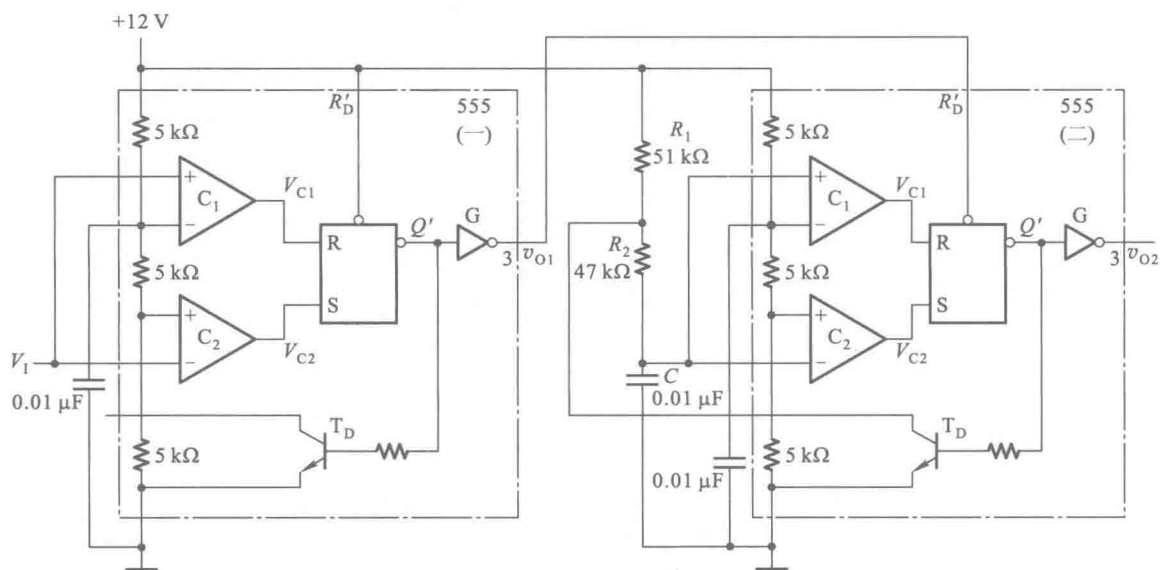 +12 V
R′D
555
(一)
5 kΩ
+
C1
−
VC1
R
Q′
G
3
vO1
5 kΩ
S
+
C2
−
VC2
VI
0.01 μF
TD
5 kΩ
R1
51 kΩ
R2
47 kΩ
C
0.01 μF
0.01 μF
R′D
555
(二)
5 kΩ
+
C1
−
VC1
R
Q′
G
3
vO2
5 kΩ
S
+
C2
−
VC2
TD
5 kΩ